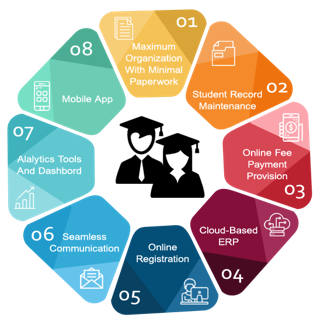 01
Maximum
Organization
With Minimal
Paperwork
02
Student Record
Maintenance
Online Fee
Payment
Provision
03
Cloud-Based
ERP
04
Online
Registration
05
06
Seamless
Communication
07
Alalytics Tools
And Dashbord
08
Mobile App